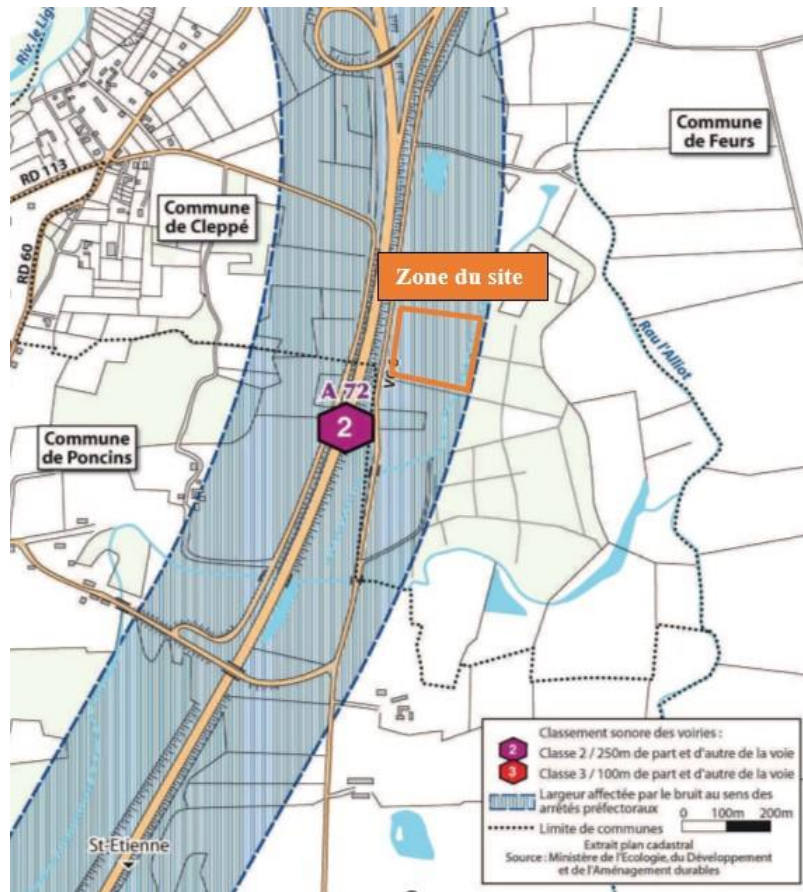 Riv. le Lign
RD 113
RD 60
Commune
de Cleppé
Commune
de Feurs
Zone du site
Rau l'Alliot
A 72
2
Commune
de Poncins
St-Etienne
Classement sonore des voiries :
2 Classe 2 / 250m de part et d'autre de la voie
3 Classe 3 / 100m de part et d'autre de la voie
Largeur affectée par le bruit au sens des
arrêtés préfectoraux
0 100m 200m
Limite de communes
Extrait plan cadastral
Source : Ministère de l'Ecologie, du Développement
et de l'Aménagement durables